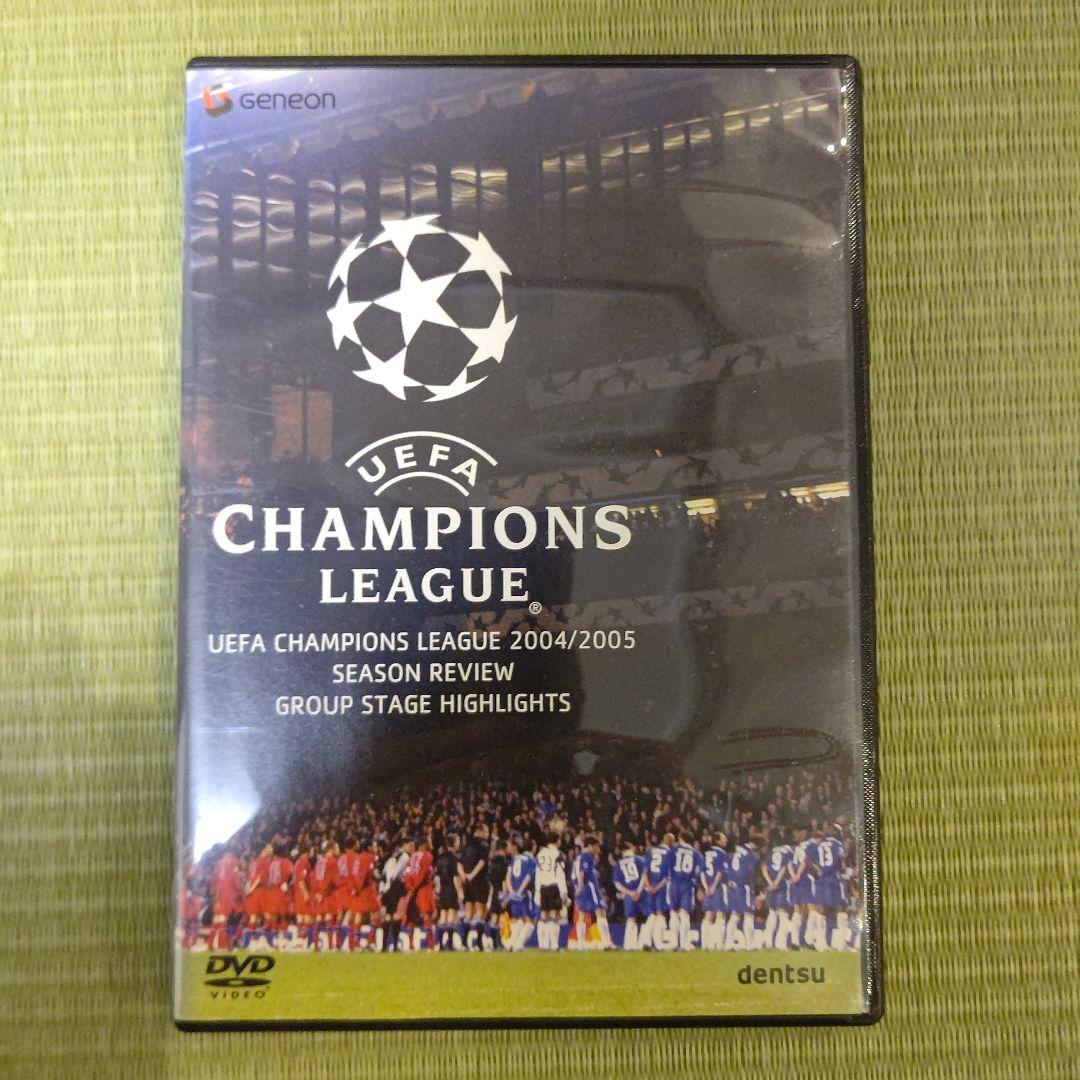 Geneon
UEFA
CHAMPIONS
LEAGUE®
UEFA CHAMPIONS LEAGUE 2004/2005
SEASON REVIEW
GROUP STAGE HIGHLIGHTS
DVD
VIDEO
dentsu